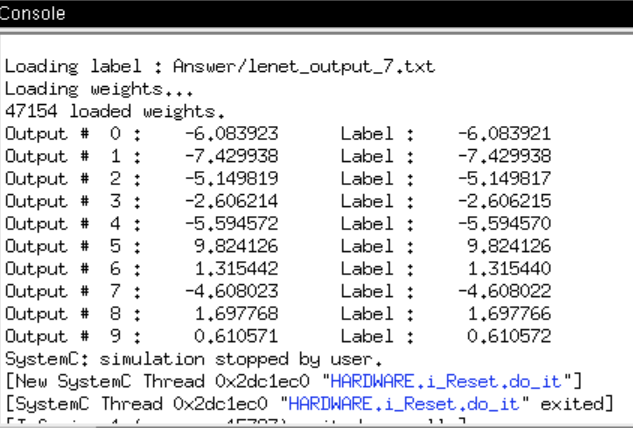 Console
Loading label : Answer/lenet_output_7.txt
Loading weights...
47154 loaded weights.
Output # 0 : -6.083923 Label : -6.083921
Output # 1 : -7.429938 Label : -7.429938
Output # 2 : -5.149819 Label : -5.149817
Output # 3 : -2.606214 Label : -2.606215
Output # 4 : -5.594572 Label : -5.594570
Output # 5 : 9.824126 Label : 9.824126
Output # 6 : 1.315442 Label : 1.315440
Output # 7 : -4.608023 Label : -4.608022
Output # 8 : 1.697768 Label : 1.697766
Output # 9 : 0.610571 Label : 0.610572
SystemC: simulation stopped by user.
[New SystemC Thread 0x2dc1ec0 "HARDWARE.i_Reset.do_it"]
[SystemC Thread 0x2dc1ec0 "HARDWARE.i_Reset.do_it" exited]